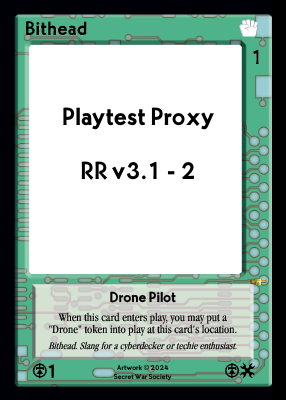 Bithead
1
Playtest Proxy
RR v3.1 - 2
Drone Pilot
When this card enters play, you may put a
"Drone" token into play at this card's location.
Bithead. Slang for a cyberdecker or techie enthusiast.
1
Artwork © 2024
Secret War Society